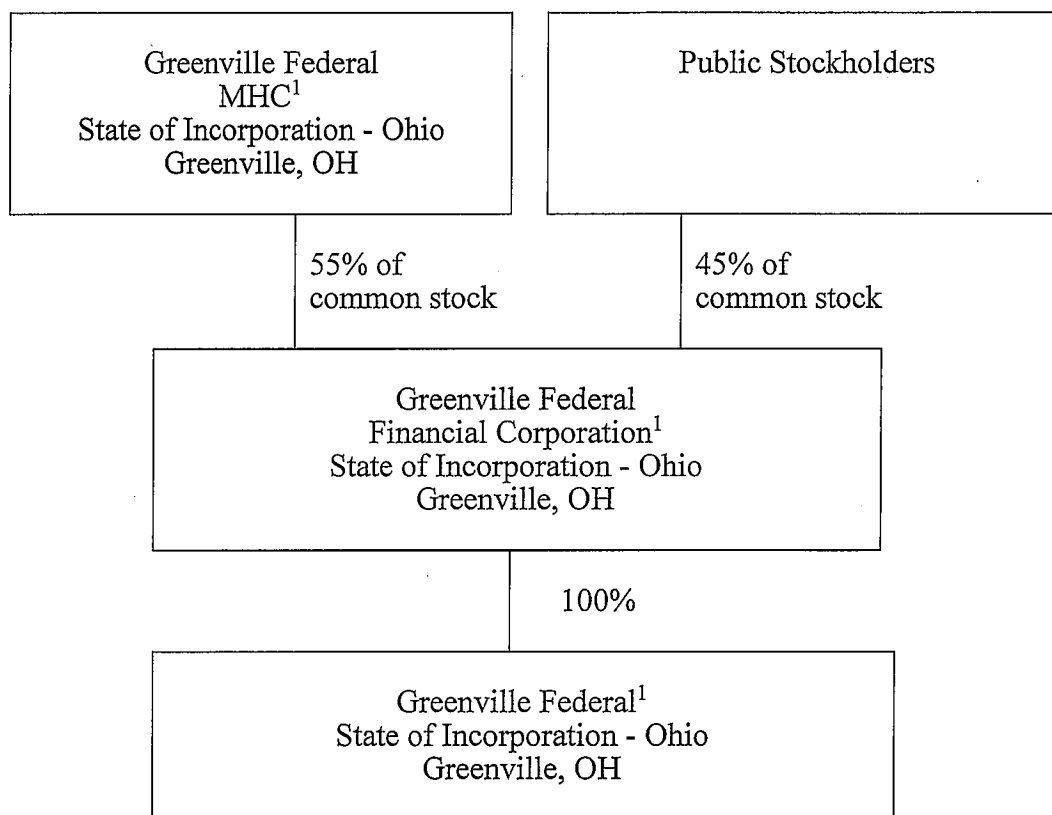 Greenville Federal
MHC¹
State of Incorporation - Ohio
Greenville, OH
Public Stockholders
55% of
common stock
45% of
common stock
Greenville Federal
Financial Corporation¹
State of Incorporation - Ohio
Greenville, OH
100%
Greenville Federal¹
State of Incorporation - Ohio
Greenville, OH